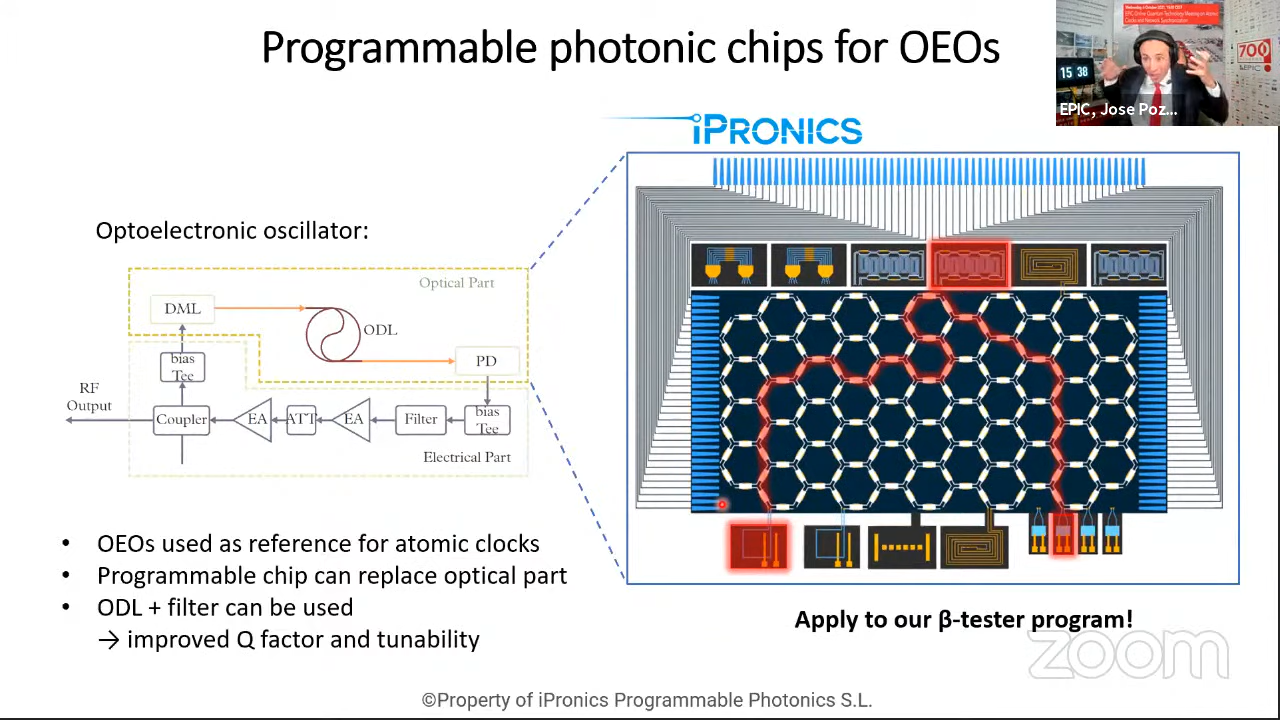 Programmable photonic chips for OEOs
15 38
700
EPIC
EPIC, Jose Poz...
iPRONICS
Optoelectronic oscillator:
Optical Part
DML
ODL
bias
Tee
PD
RF
Output
Coupler
EA
ATT
EA
Filter
bias
Tee
Electrical Part
• OEOs used as reference for atomic clocks
• Programmable chip can replace optical part
• ODL + filter can be used
→ improved Q factor and tunability
Apply to our β-tester program!
zoom
©Property of iPronics Programmable Photonics S.L.